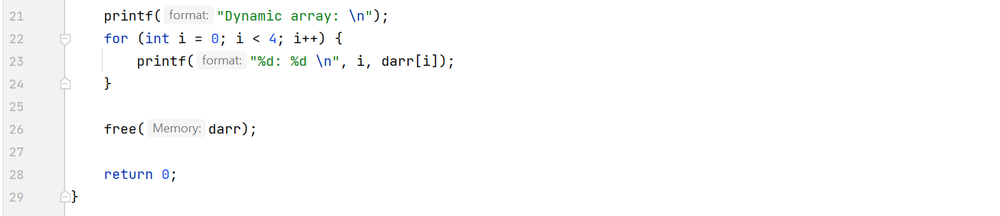 21 printf( format: "Dynamic array: \n");
22 for (int i = 0; i < 4; i++) {
23 printf( format: "%d: %d \n", i, darr[i]);
24 }
25
26 free( Memory: darr);
27
28 return 0;
29 }